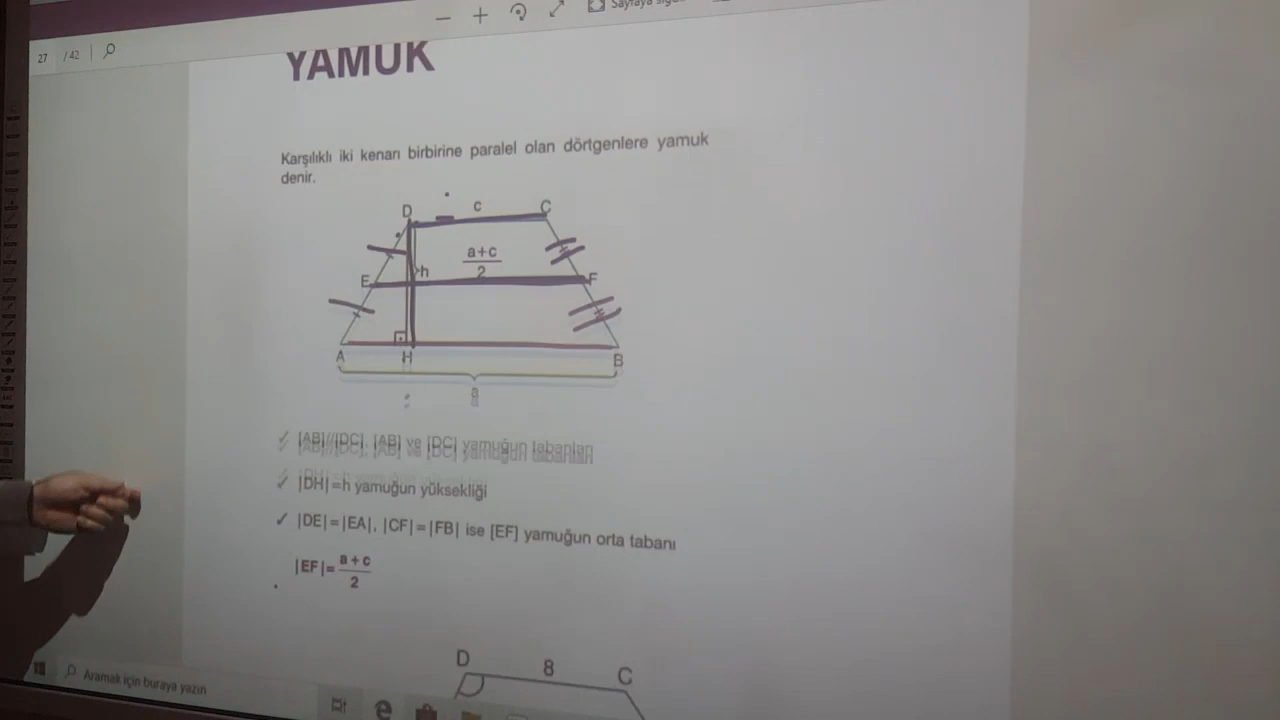 Sayfaya
27 / 42
YAMUK
Karşılıklı iki kenarı birbirine paralel olan dörtgenlere yamuk
denir.
D c C
a+c
2
h
E F
A H B
a
✓ |AB|//|DC|, |AB| ve |DC| yamuğun tabanları
✓ |DH|=h yamuğun yüksekliği
✓ |DE|=|EA|, |CF|=|FB| ise [EF] yamuğun orta tabanı
|EF|= a+c
2
D 8 C
Aramak için buraya yazın